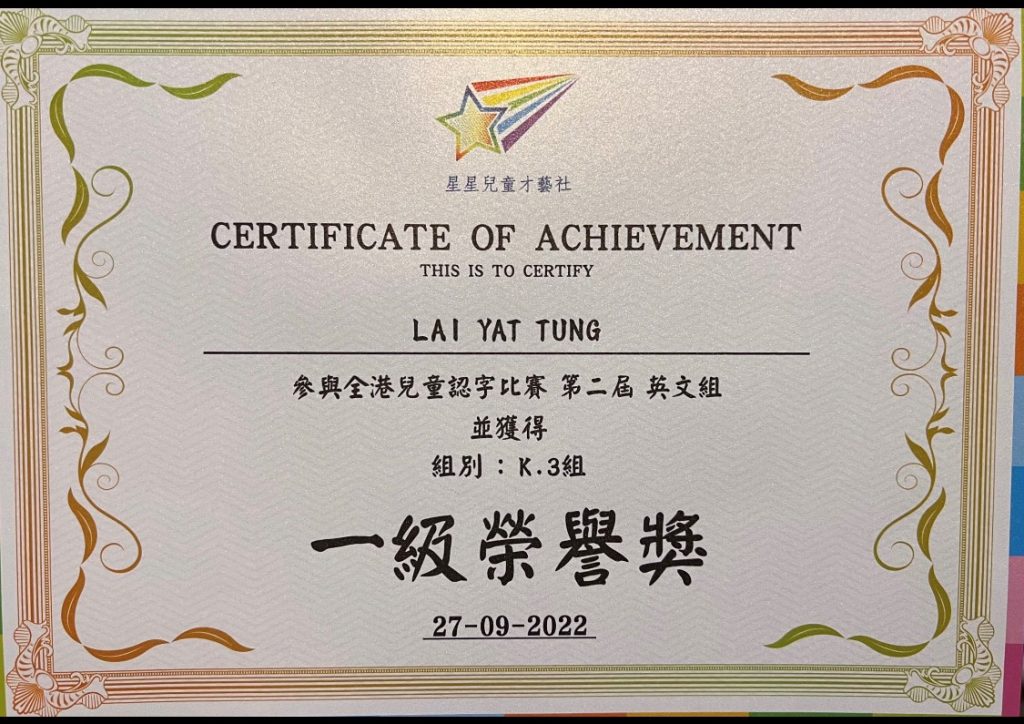 星星兒童才藝社
CERTIFICATE OF ACHIEVEMENT
THIS IS TO CERTIFY
LAI YAT TUNG
參與全港兒童認字比賽 第二屆 英文組
並獲得
組別：K.3組
一級榮譽獎
27-09-2022